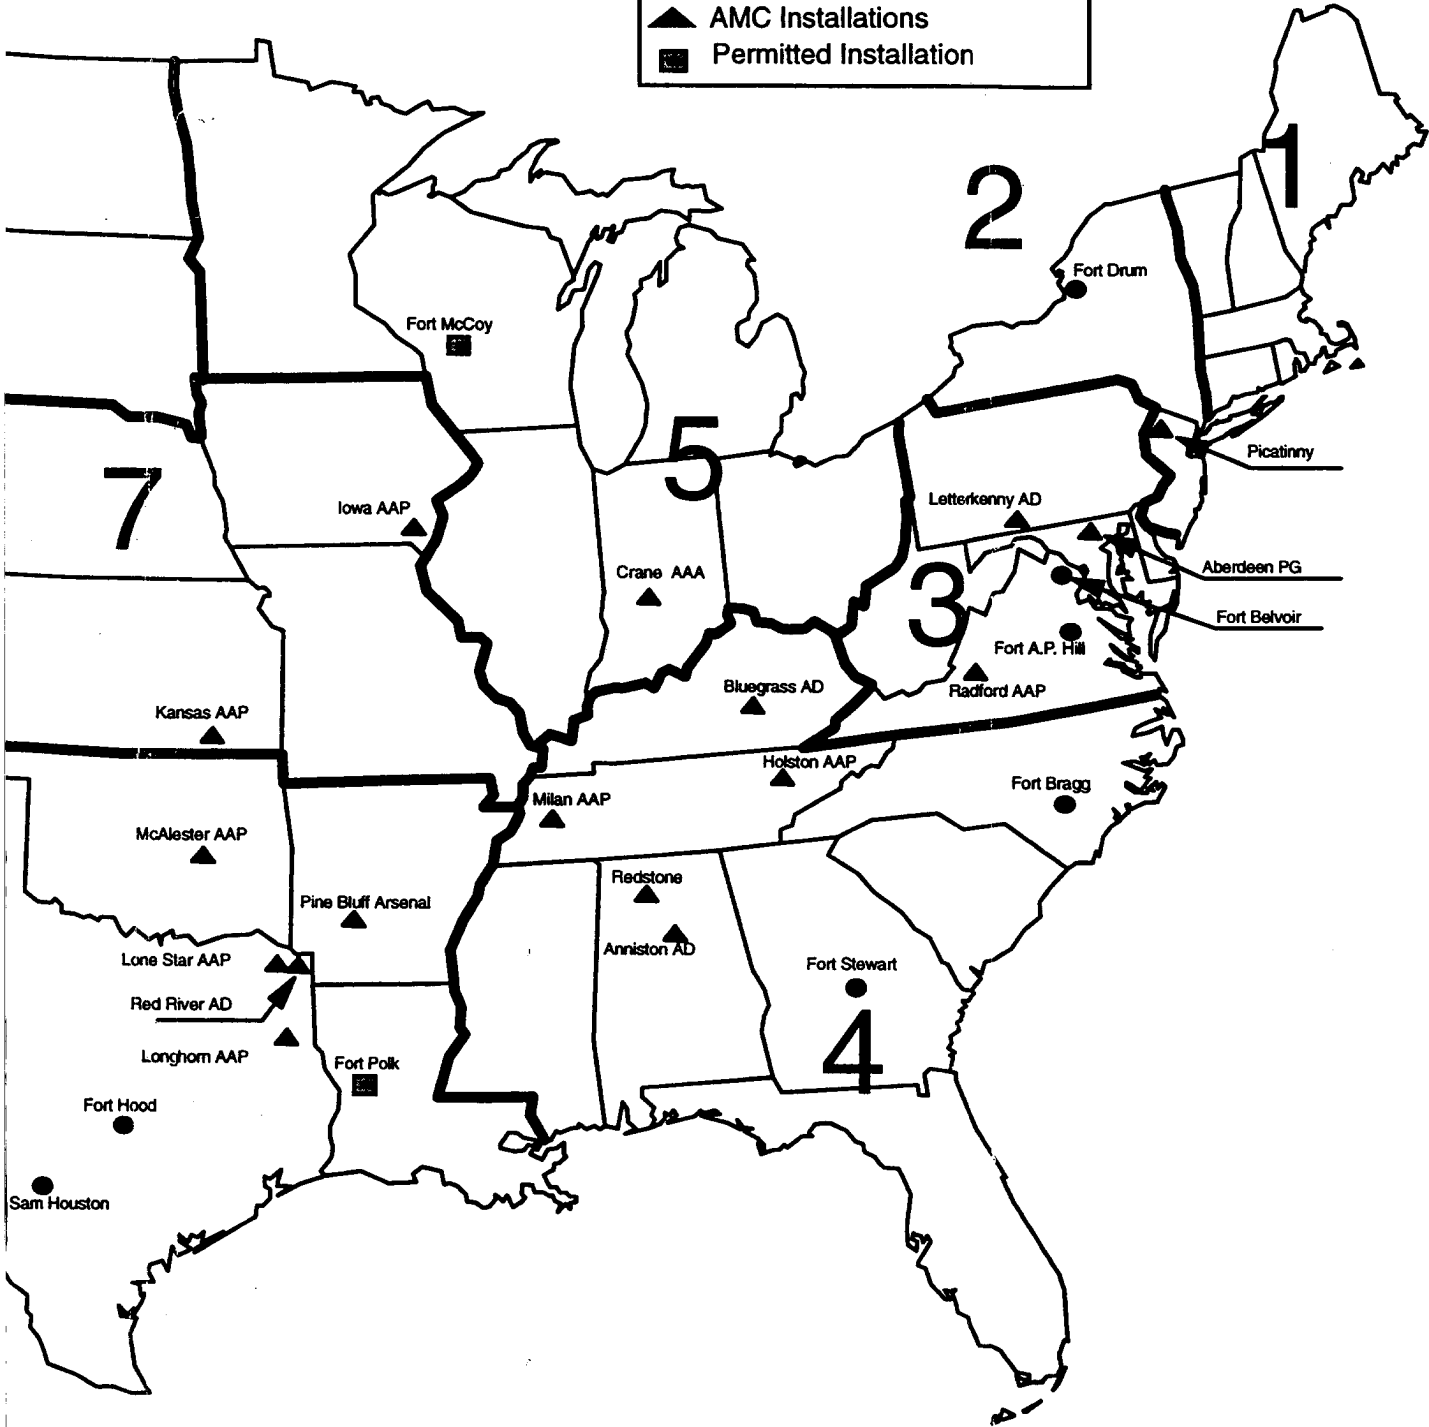 AMC Installations
Permitted Installation
1
2
Fort Drum
Fort McCoy
5
Picatinny
7
Iowa AAP
Letterkenny AD
Crane AAA
Aberdeen PG
3
Fort Belvoir
Fort A.P. Hill
Bluegrass AD
Radford AAP
Kansas AAP
Holston AAP
Fort Bragg
Milan AAP
McAlester AAP
Redstone
Pine Bluff Arsenal
Anniston AD
Lone Star AAP
Fort Stewart
Red River AD
4
Longhorn AAP
Fort Polk
Fort Hood
Sam Houston